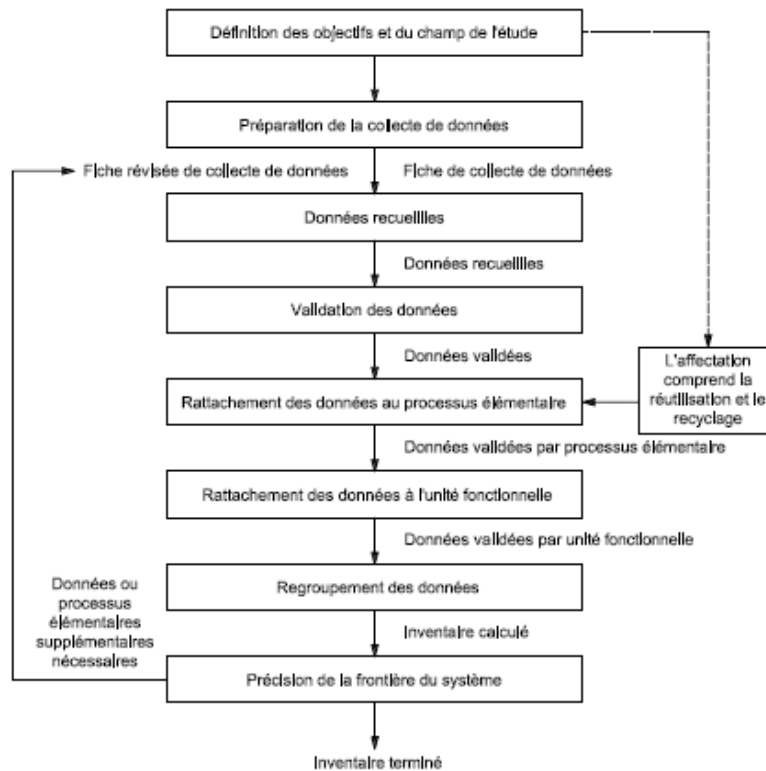 Définition des objectifs et du champ de l'étude
Préparation de la collecte de données
Fiche révisée de collecte de données
Fiche de collecte de données
Données recueillies
Données recueillies
Validation des données
Données validées
L'affectation
comprend la
réutilisation et le
recyclage
Rattachement des données au processus élémentaire
Données validées par processus élémentaire
Rattachement des données à l'unité fonctionnelle
Données validées par unité fonctionnelle
Regroupement des données
Données ou
processus
élémentaires
supplémentaires
nécessaires
Inventaire calculé
Précision de la frontière du système
Inventaire terminé